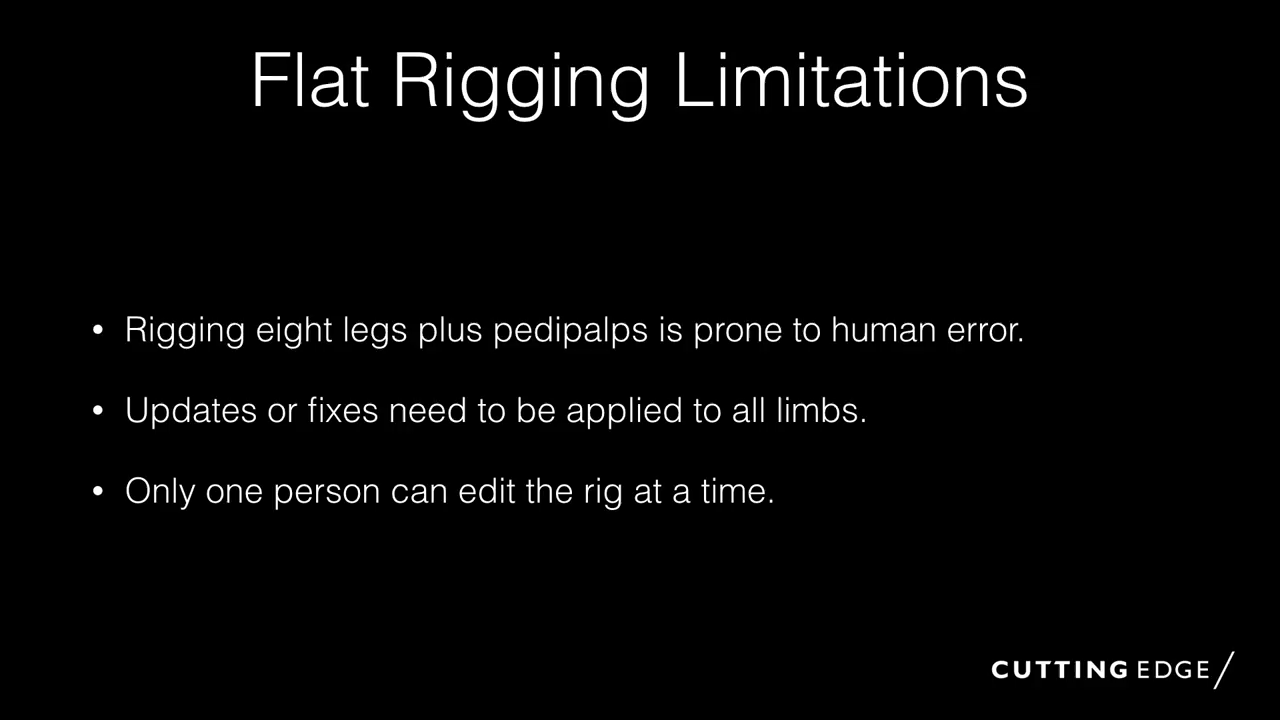 Flat Rigging Limitations
• Rigging eight legs plus pedipalps is prone to human error.
• Updates or fixes need to be applied to all limbs.
• Only one person can edit the rig at a time.
CUTTING EDGE/